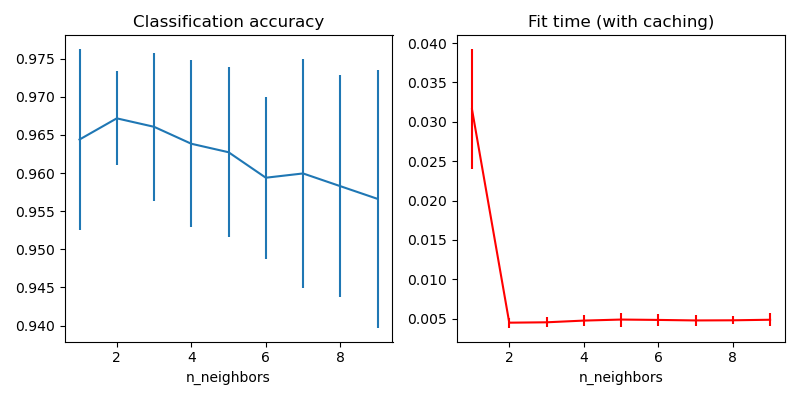 Classification accuracy
0.975
0.970
0.965
0.960
0.955
0.950
0.945
0.940
2 4 6 8
n_neighbors
Fit time (with caching)
0.040
0.035
0.030
0.025
0.020
0.015
0.010
0.005
2 4 6 8
n_neighbors